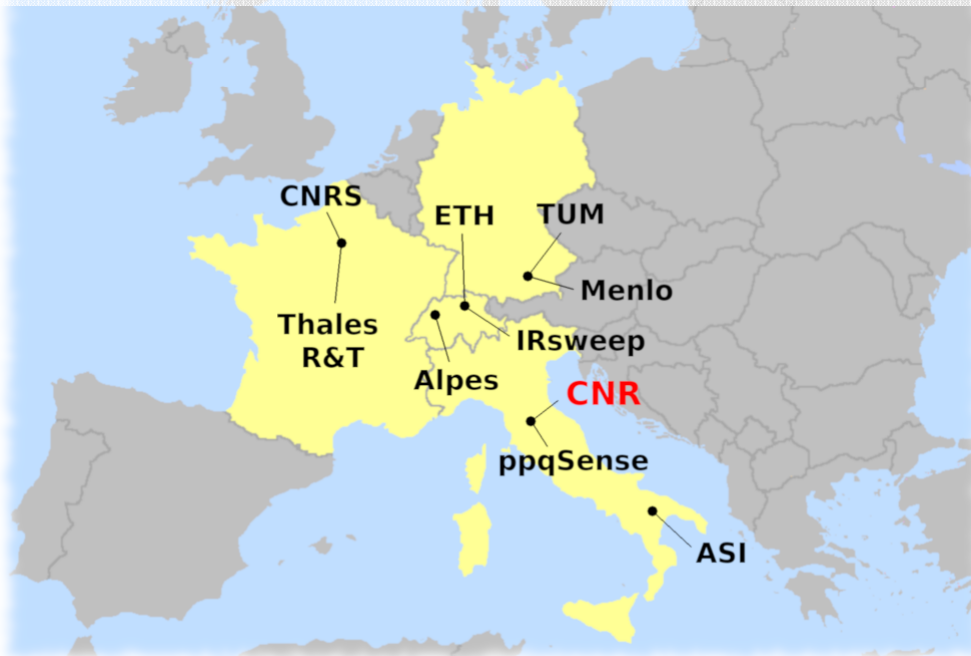 CNRS
ETH
TUM
Menlo
Thales
R&T
IRsweep
Alpes
CNR
ppqSense
ASI